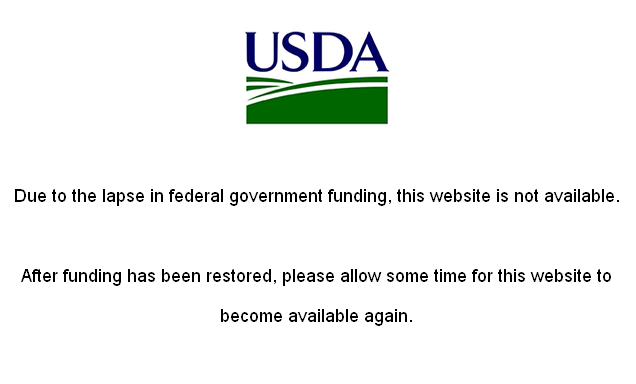 USDA
Due to the lapse in federal government funding, this website is not available.
After funding has been restored, please allow some time for this website to
become available again.